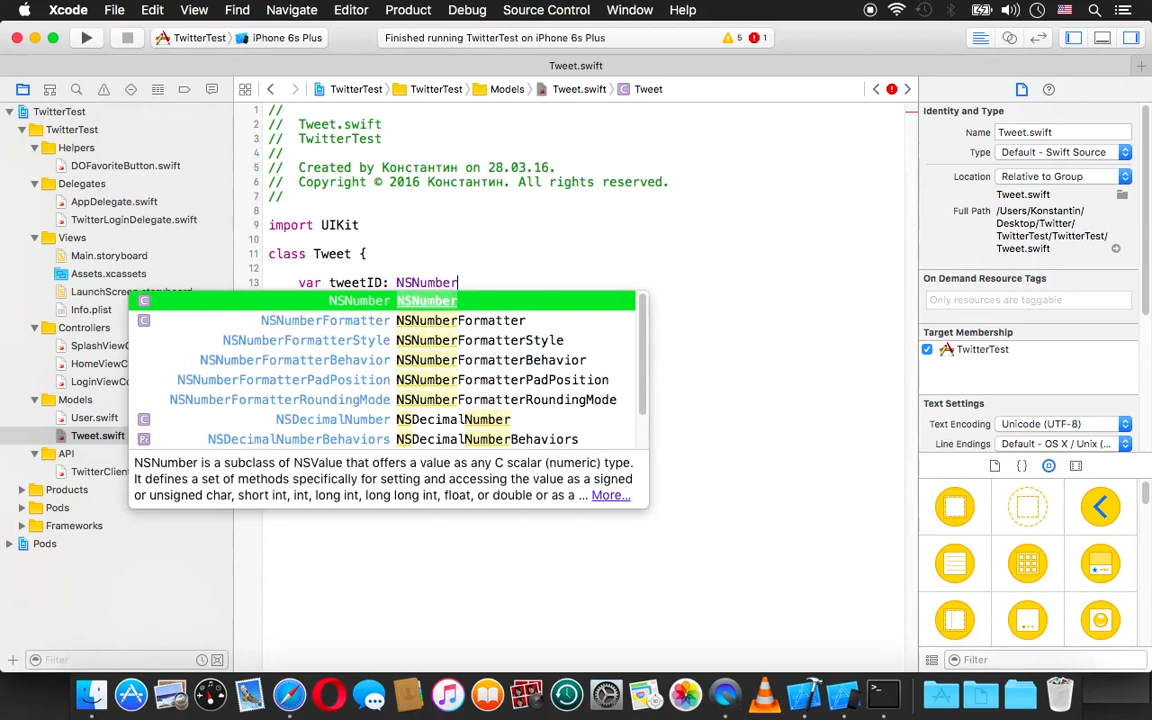 Xcode File Edit View Find Navigate Editor Product Debug Source Control Window Help
TwitterTest iPhone 6s Plus
Finished running TwitterTest on iPhone 6s Plus 5 1
Tweet.swift
TwitterTest TwitterTest Models Tweet.swift C Tweet
TwitterTest
TwitterTest
Helpers
DOFavoriteButton.swift
Delegates
AppDelegate.swift
TwitterLoginDelegate.swift
Views
Main.storyboard
Assets.xcassets
LaunchScreen.storyboard
Info.plist
Controllers
SplashViewC
HomeViewC
LoginViewCo
Models
User.swift
Tweet.swift
API
TwitterClien
Products
Pods
Frameworks
Pods
Filter
1 //
2 // Tweet.swift
3 // TwitterTest
4 //
5 // Created by Константин on 28.03.16.
6 // Copyright © 2016 Константин. All rights reserved.
7 //
8
9 import UIKit
10
11 class Tweet {
12
13 var tweetID: NSNumber
C NSNumber NSNumber
C NSNumberFormatter NSNumberFormatter
NSNumberFormatterStyle NSNumberFormatterStyle
NSNumberFormatterBehavior NSNumberFormatterBehavior
NSNumberFormatterPadPosition NSNumberFormatterPadPosition
NSNumberFormatterRoundingMode NSNumberFormatterRoundingMode
C NSDecimalNumber NSDecimalNumber
Pr NSDecimalNumberBehaviors NSDecimalNumberBehaviors
NSNumber is a subclass of NSValue that offers a value as any C scalar (numeric) type.
It defines a set of methods specifically for setting and accessing the value as a signed
or unsigned char, short int, int, long int, long long int, float, or double or as a ... More...
Identity and Type
Name Tweet.swift
Type Default - Swift Source
Location Relative to Group
Tweet.swift
Full Path /Users/Konstantin/
Desktop/Twitter/
TwitterTest/TwitterTest/
Tweet.swift
On Demand Resource Tags
Only resources are taggable
Target Membership
TwitterTest
Text Settings
Text Encoding Unicode (UTF-8)
Line Endings Default - OS X / Unix (...
Filter